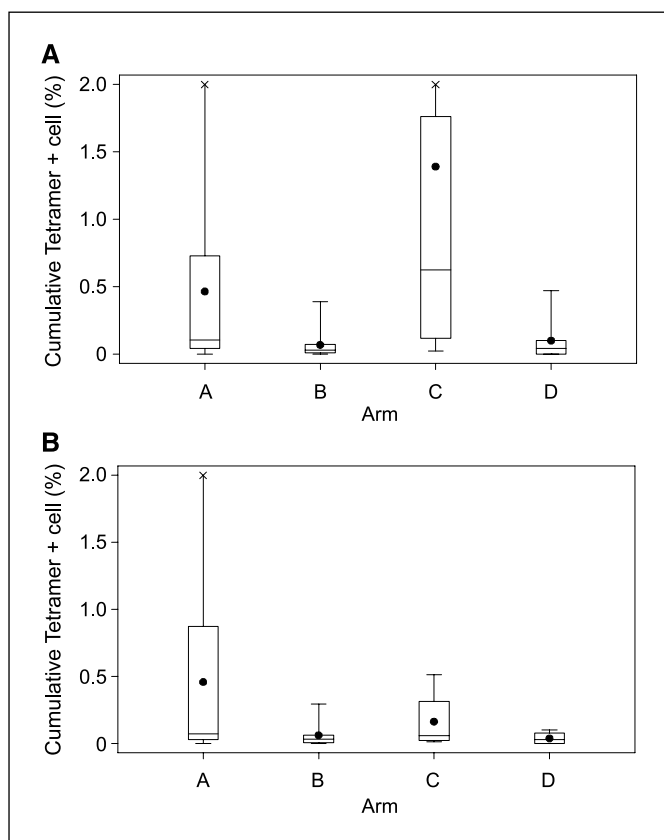 A
Cumulative Tetramer + cell (%)
2.0
1.5
1.0
0.5
0
A B C D
Arm
B
Cumulative Tetramer + cell (%)
2.0
1.5
1.0
0.5
0
A B C D
Arm